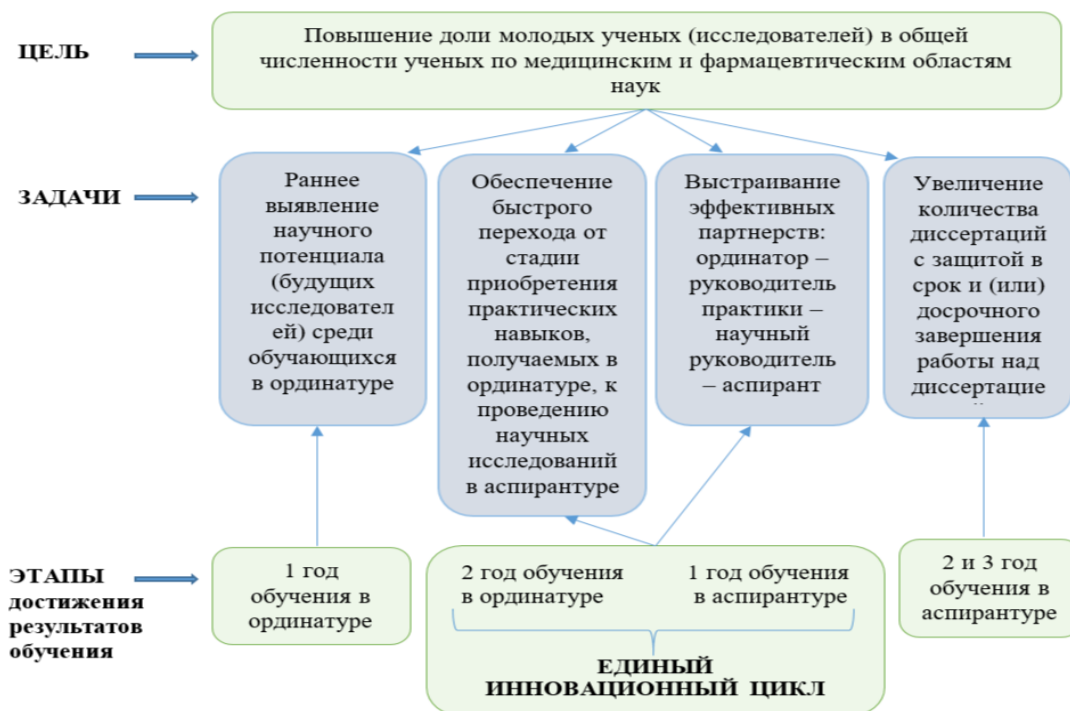 ЦЕЛЬ
Повышение доли молодых ученых (исследователей) в общей
численности ученых по медицинским и фармацевтическим областям
наук
ЗАДАЧИ
Раннее
выявление
научного
потенциала
(будущих
исследовател
ей) среди
обучающихся
в ординатуре
Обеспечение
быстрого
перехода от
стадии
приобретения
практических
навыков,
получаемых в
ординатуре, к
проведению
научных
исследований
в аспирантуре
Выстраивание
эффективных
партнерств:
ординатор –
руководитель
практики –
научный
руководитель
– аспирант
Увеличение
количества
диссертаций
с защитой в
срок и (или)
досрочного
завершения
работы над
диссертацие
ЭТАПЫ
достижения
результатов
обучения
1 год
обучения в
ординатуре
2 год обучения
в ординатуре
1 год обучения
в аспирантуре
ЕДИНЫЙ
ИННОВАЦИОННЫЙ ЦИКЛ
2 и 3 год
обучения в
аспирантуре